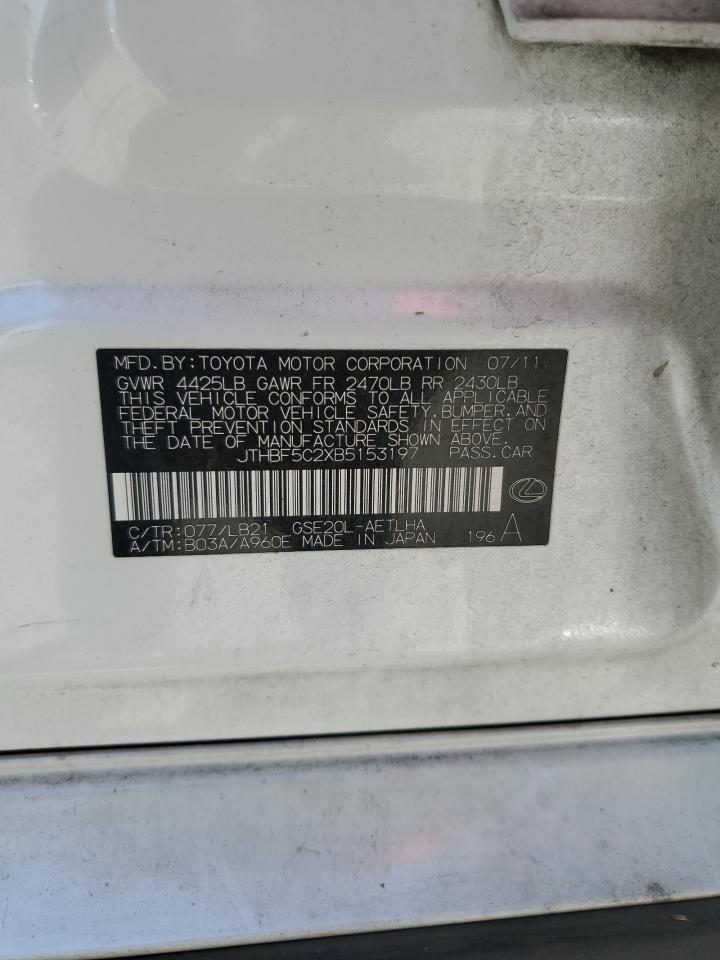 MFD.BY:TOYOTA MOTOR CORPORATION 07/11
GVWR 4425LB GAWR FR 2470LB RR 2430LB
THIS VEHICLE CONFORMS TO ALL APPLICABLE
FEDERAL MOTOR VEHICLE SAFETY,BUMPER,AND
THEFT PREVENTION STANDARDS IN EFFECT ON
THE DATE OF MANUFACTURE SHOWN ABOVE.
JTHBF5C2XB5153197 PASS.CAR
C/TR:077/LB21 GSE20L-AETLHA
A/TM:B03A/A960E MADE IN JAPAN 196 A